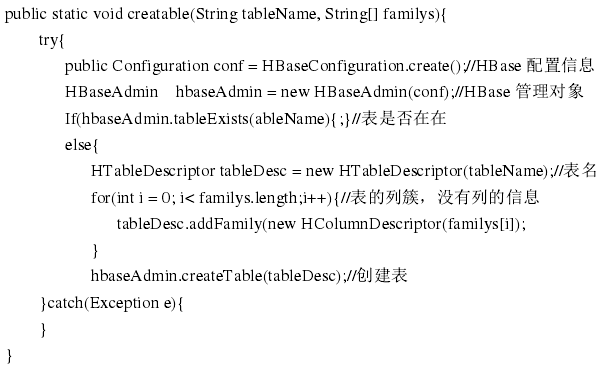 public static void creatable(String tableName, String[] familys){
try{
public Configuration conf = HBaseConfiguration.create();//HBase 配置信息
HBaseAdmin hbaseAdmin = new HBaseAdmin(conf);//HBase 管理对象
If(hbaseAdmin.tableExists(ableName){;}//表是否在在
else{
HTableDescriptor tableDesc = new HTableDescriptor(tableName);//表名
for(int i = 0; i< familys.length;i++){//表的列簇，没有列的信息
tableDesc.addFamily(new HColumnDescriptor(familys[i]);
}
hbaseAdmin.createTable(tableDesc);//创建表
}catch(Exception e){
}
}